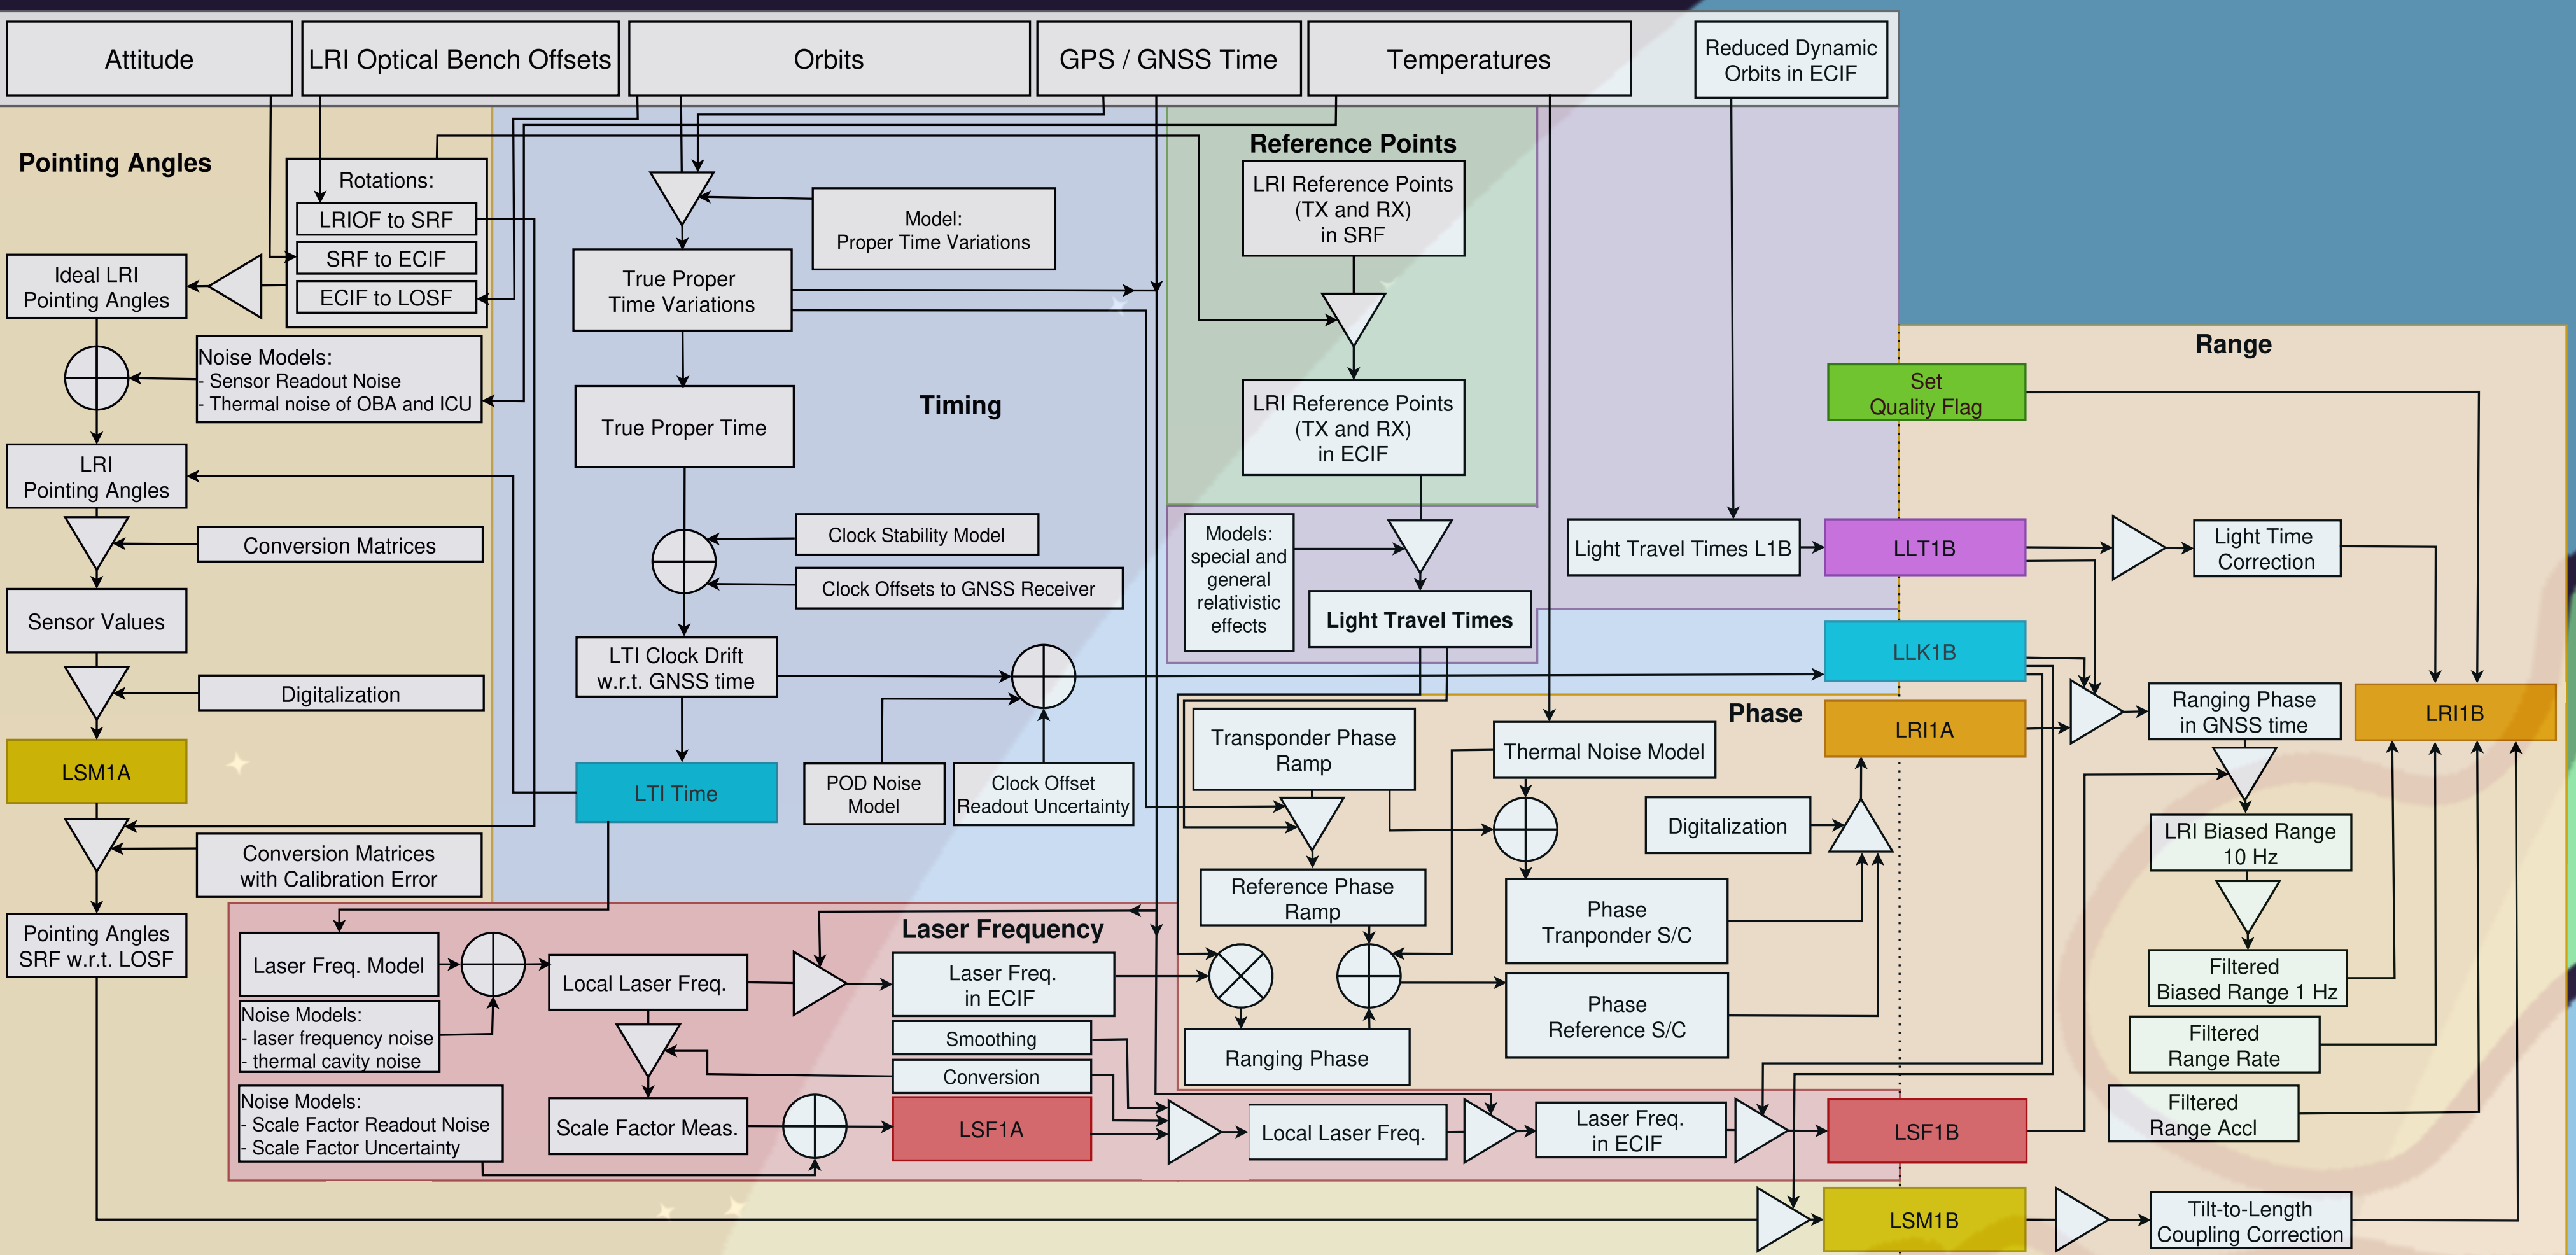 Attitude
LRI Optical Bench Offsets
Orbits
GPS / GNSS Time
Temperatures
Reduced Dynamic
Orbits in ECIF
Pointing Angles
Rotations:
LRIOF to SRF
SRF to ECIF
ECIF to LOSF
Ideal LRI
Pointing Angles
Noise Models:
- Sensor Readout Noise
- Thermal noise of OBA and ICU
LRI
Pointing Angles
Conversion Matrices
Sensor Values
Digitalization
LSM1A
Conversion Matrices
with Calibration Error
Pointing Angles
SRF w.r.t. LOSF
Timing
Model:
Proper Time Variations
True Proper
Time Variations
True Proper Time
Clock Stability Model
Clock Offsets to GNSS Receiver
LTI Clock Drift
w.r.t. GNSS time
LTI Time
POD Noise
Model
Clock Offset
Readout Uncertainty
Reference Points
LRI Reference Points
(TX and RX)
in SRF
LRI Reference Points
(TX and RX)
in ECIF
Models:
special and
general
relativistic
effects
Light Travel Times
Light Travel Times L1B
LLT1B
LLK1B
LRI1A
Set
Quality Flag
Phase
Transponder Phase
Ramp
Thermal Noise Model
Digitalization
Reference Phase
Ramp
Phase
Tranponder S/C
Phase
Reference S/C
Ranging Phase
Laser Frequency
Laser Freq. Model
Noise Models:
- laser frequency noise
- thermal cavity noise
Local Laser Freq.
Laser Freq.
in ECIF
Smoothing
Conversion
Noise Models:
- Scale Factor Readout Noise
- Scale Factor Uncertainty
Scale Factor Meas.
LSF1A
Local Laser Freq.
Laser Freq.
in ECIF
LSF1B
LSM1B
Range
Light Time
Correction
Ranging Phase
in GNSS time
LRI1B
LRI Biased Range
10 Hz
Filtered
Biased Range 1 Hz
Filtered
Range Rate
Filtered
Range Accl
Tilt-to-Length
Coupling Correction